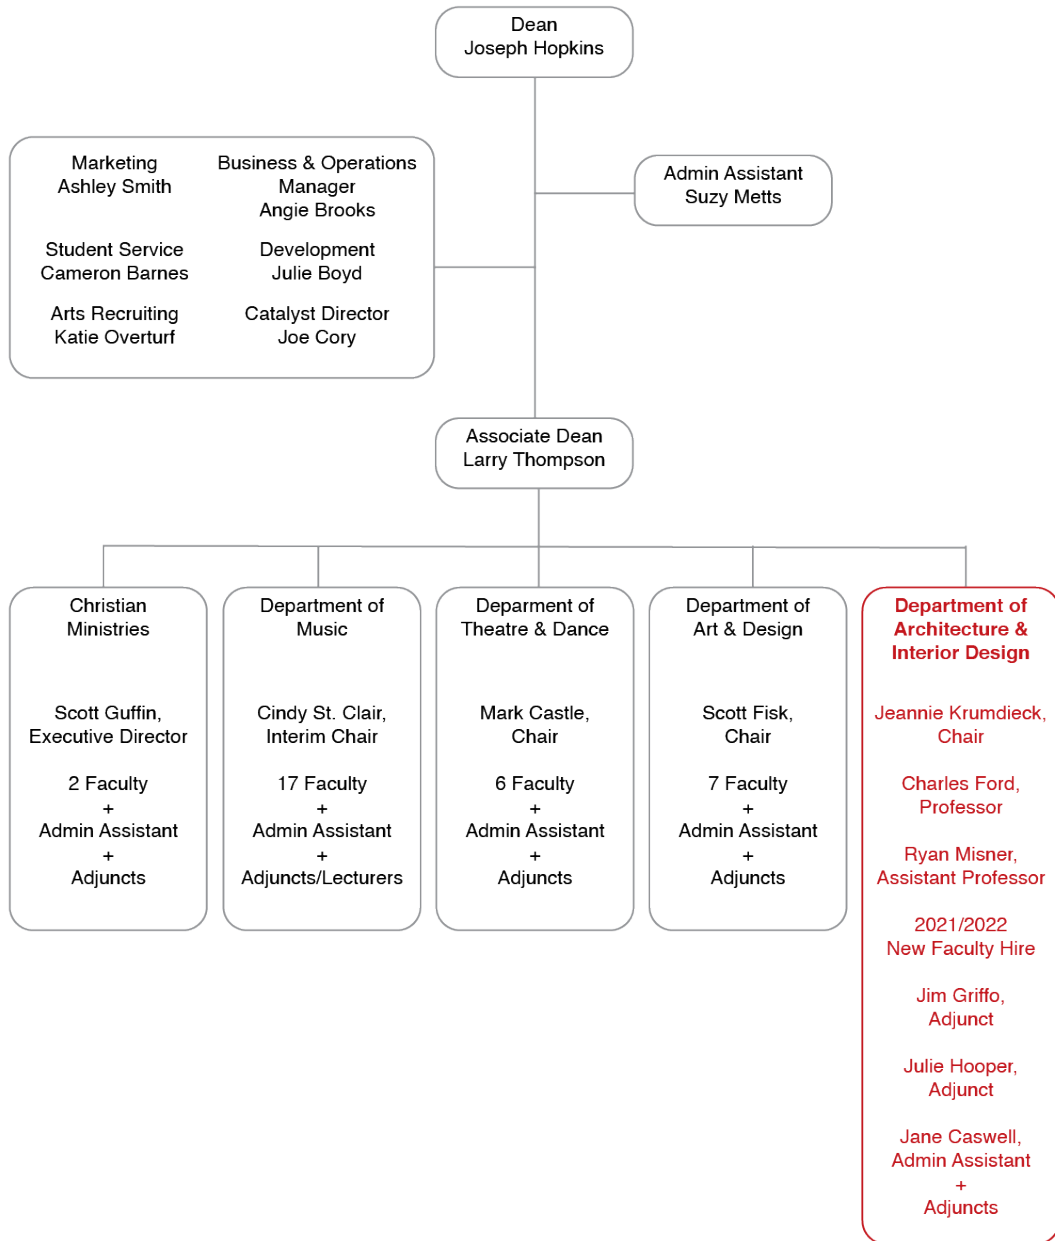 Dean
Joseph Hopkins
Marketing
Ashley Smith
Business & Operations
Manager
Angie Brooks
Student Service
Cameron Barnes
Development
Julie Boyd
Arts Recruiting
Katie Overturf
Catalyst Director
Joe Cory
Admin Assistant
Suzy Metts
Associate Dean
Larry Thompson
Christian
Ministries
Scott Guffin,
Executive Director
2 Faculty
+
Admin Assistant
+
Adjuncts
Department of
Music
Cindy St. Clair,
Interim Chair
17 Faculty
+
Admin Assistant
+
Adjuncts/Lecturers
Deparment of
Theatre & Dance
Mark Castle,
Chair
6 Faculty
+
Admin Assistant
+
Adjuncts
Department of
Art & Design
Scott Fisk,
Chair
7 Faculty
+
Admin Assistant
+
Adjuncts
Department of
Architecture &
Interior Design
Jeannie Krumdieck,
Chair
Charles Ford,
Professor
Ryan Misner,
Assistant Professor
2021/2022
New Faculty Hire
Jim Griffo,
Adjunct
Julie Hooper,
Adjunct
Jane Caswell,
Admin Assistant
+
Adjuncts